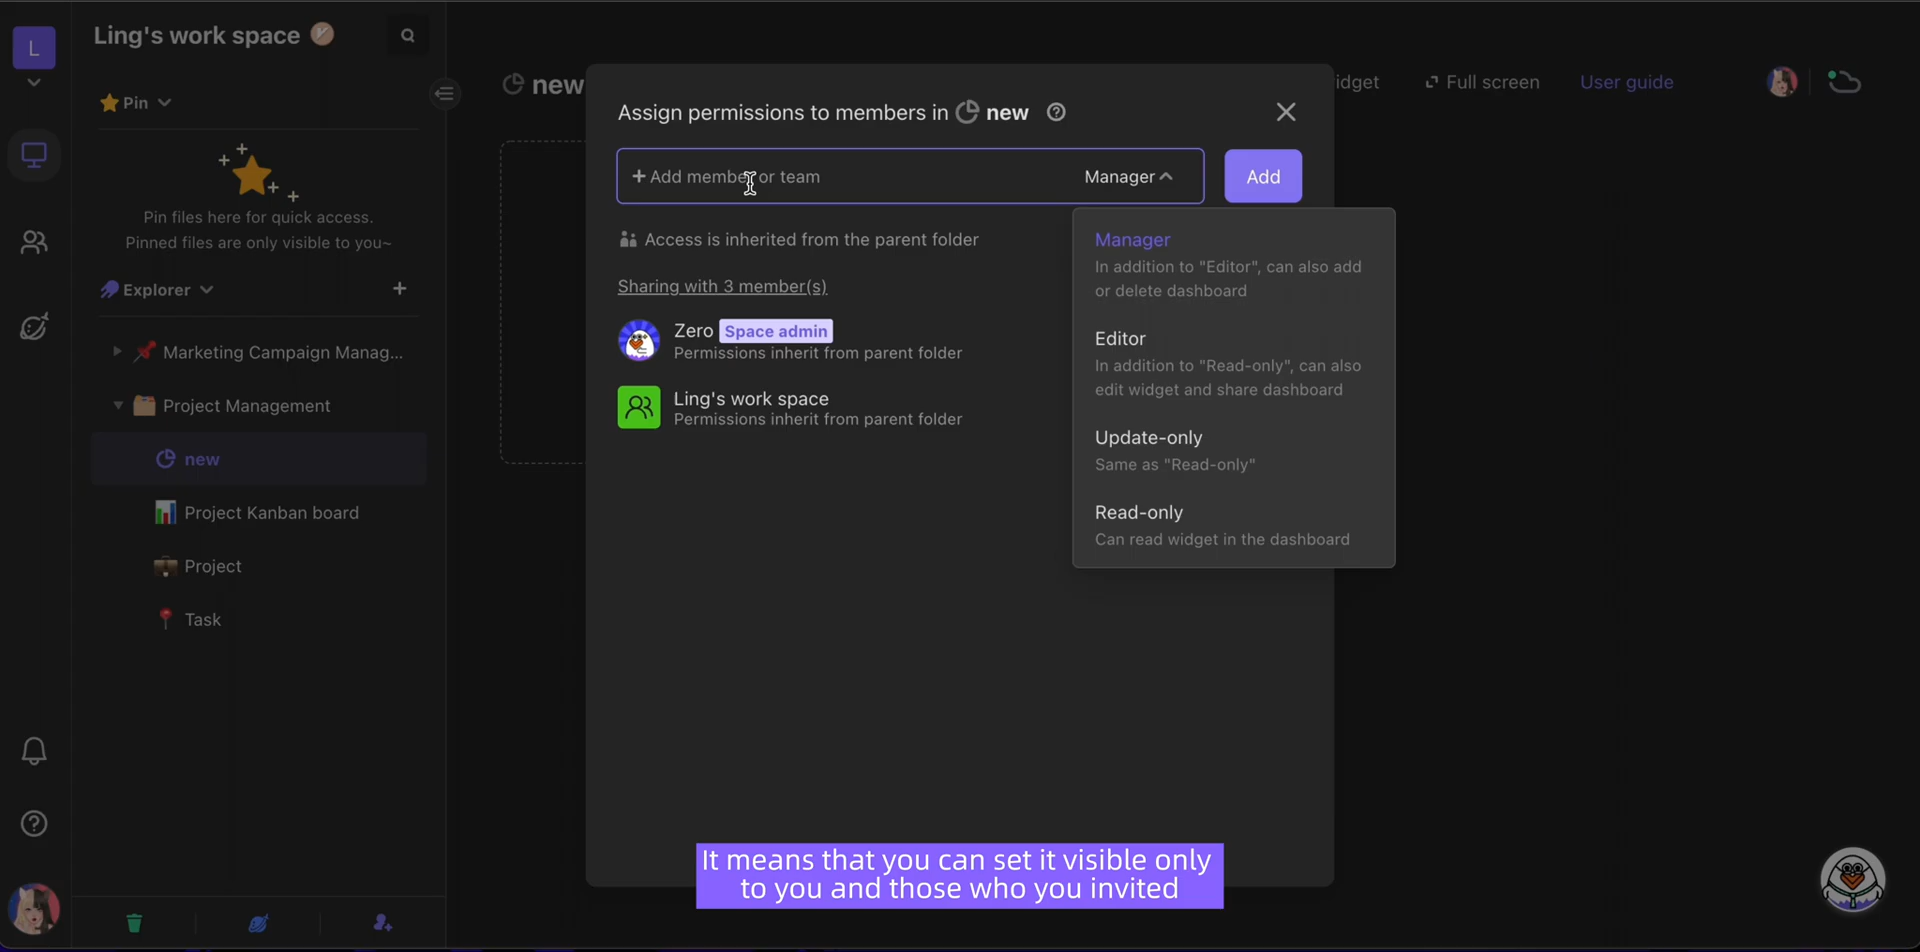 L
Ling's work space
Pin
Pin files here for quick access.
Pinned files are only visible to you~
Explorer
Marketing Campaign Manag...
Project Management
new
Project Kanban board
Project
Task
new
idget
Full screen
User guide
Assign permissions to members in new
+ Add member or team
Manager
Add
Access is inherited from the parent folder
Sharing with 3 member(s)
Zero Space admin
Permissions inherit from parent folder
Ling's work space
Permissions inherit from parent folder
Manager
In addition to "Editor", can also add
or delete dashboard
Editor
In addition to "Read-only", can also
edit widget and share dashboard
Update-only
Same as "Read-only"
Read-only
Can read widget in the dashboard
It means that you can set it visible only
to you and those who you invited